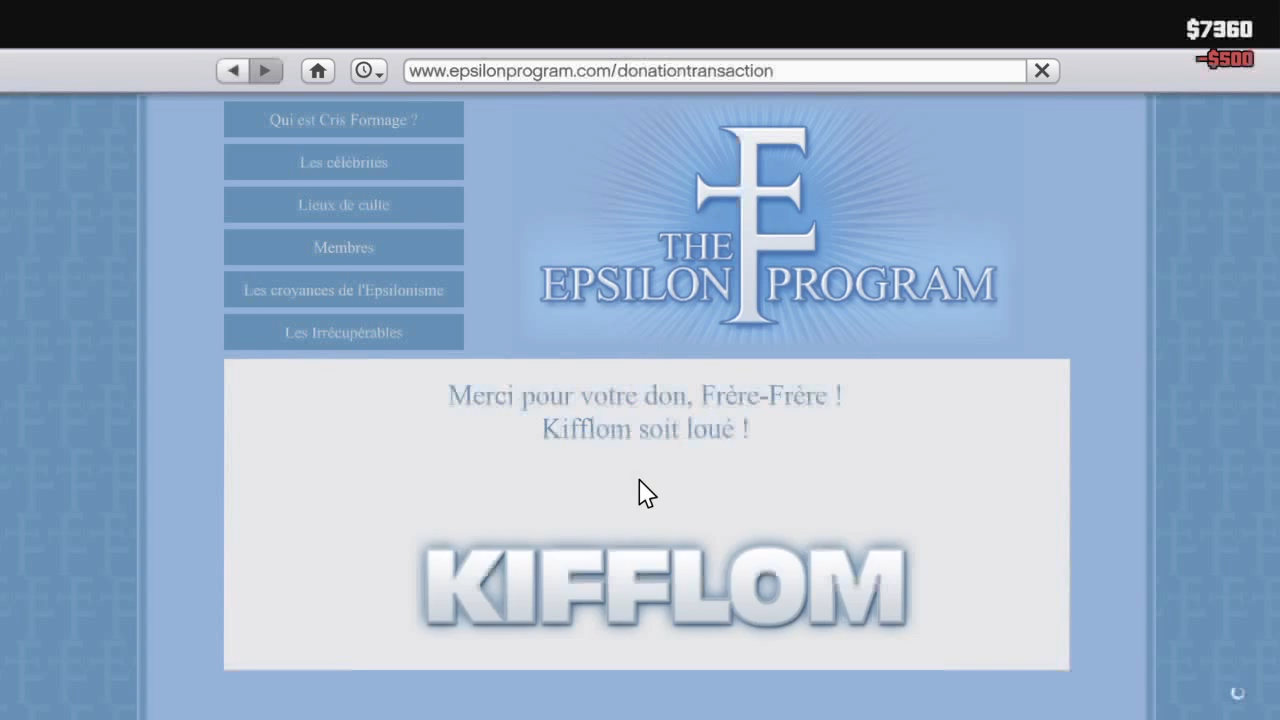 $7360
-$500
www.epsilonprogram.com/donationtransaction
Qui est Cris Formage ?
Les célébrités
Lieux de culte
Membres
Les croyances de l'Epsilonisme
Les Irrécupérables
THE
EPSILON PROGRAM
Merci pour votre don, Frère-Frère !
Kifflom soit loué !
KIFFLOM